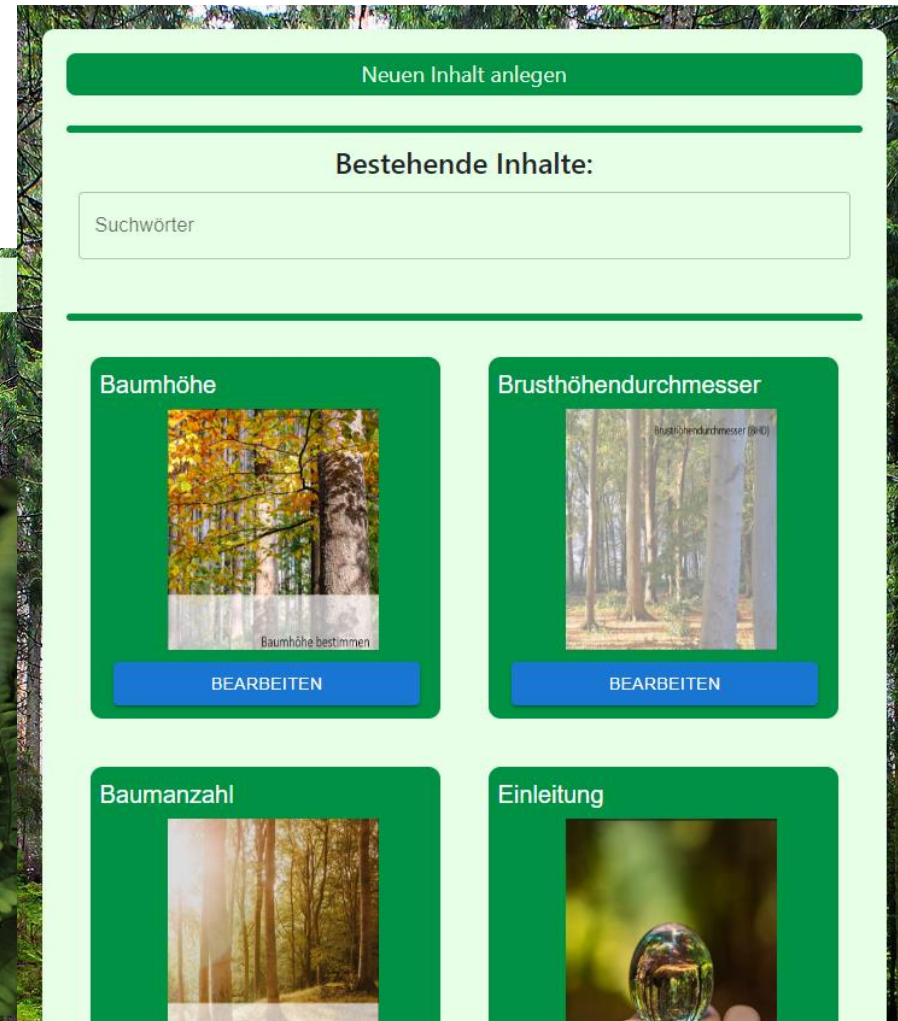 Neuen Inhalt anlegen
Bestehende Inhalte:
Suchwörter
Baumhöhe
Brusthöhendurchmesser
Brusthöhendurchmesser (BHD)
Baumhöhe bestimmen
BEARBEITEN
BEARBEITEN
Baumanzahl
Einleitung